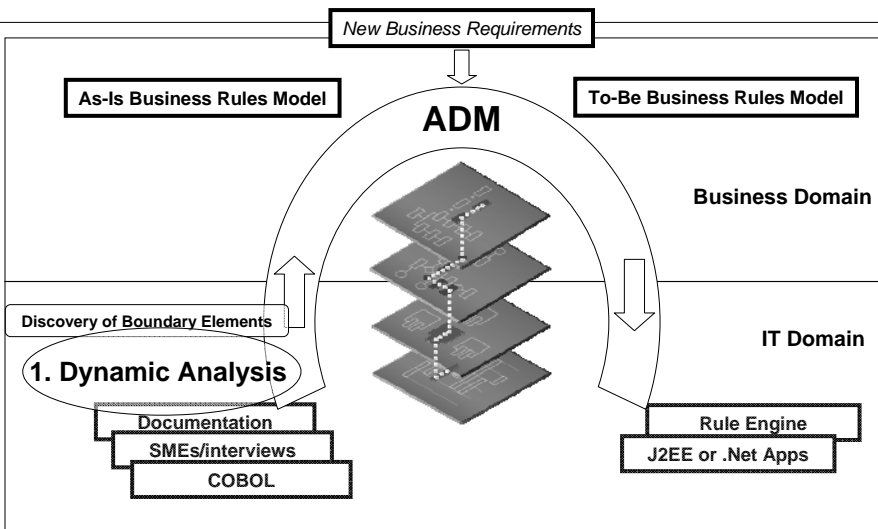 New Business Requirements
As-Is Business Rules Model
To-Be Business Rules Model
ADM
Business Domain
Discovery of Boundary Elements
IT Domain
1. Dynamic Analysis
Documentation
Rule Engine
SMEs/interviews
J2EE or .Net Apps
COBOL